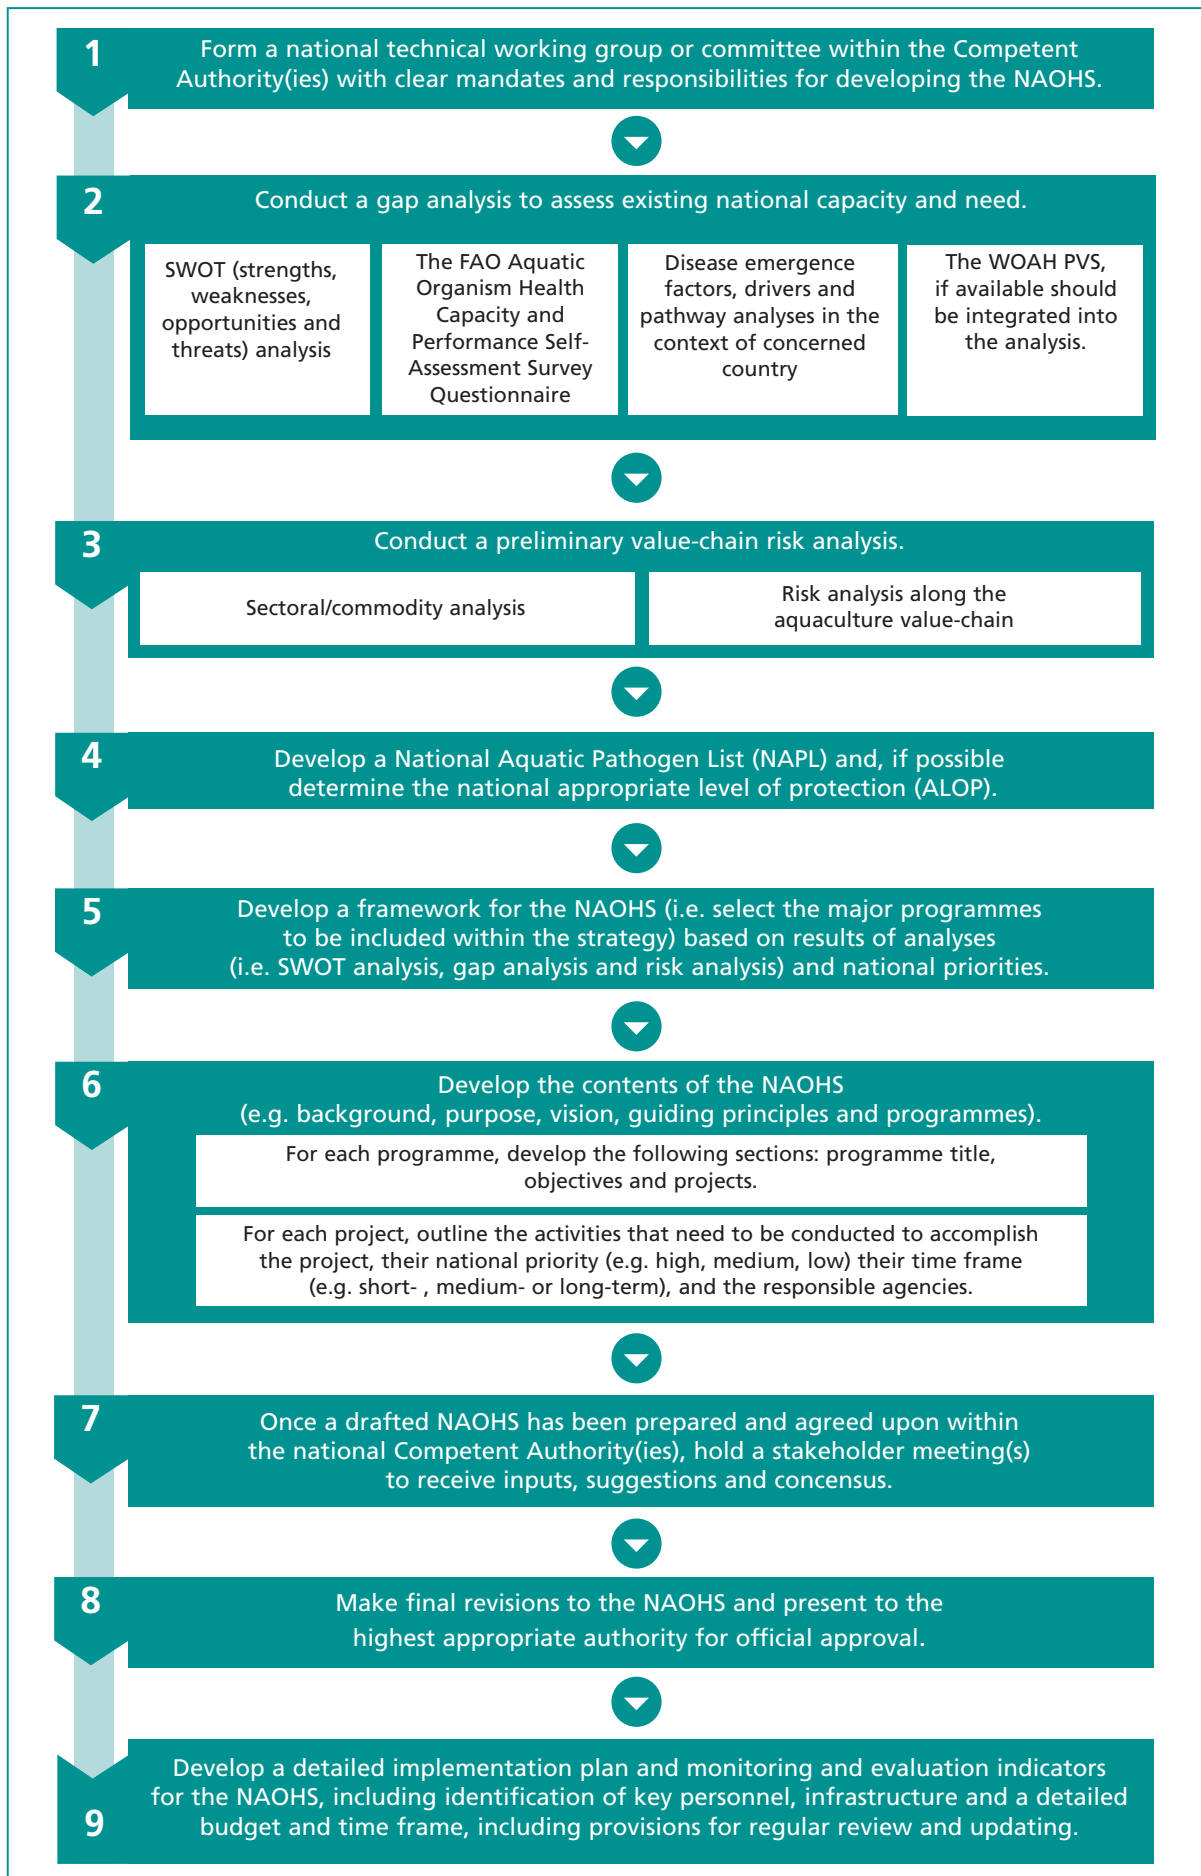 1
Form a national technical working group or committee within the Competent
Authority(ies) with clear mandates and responsibilities for developing the NAOHS.
2
Conduct a gap analysis to assess existing national capacity and need.
SWOT (strengths,
weaknesses,
opportunities and
threats) analysis
The FAO Aquatic
Organism Health
Capacity and
Performance Self-
Assessment Survey
Questionnaire
Disease emergence
factors, drivers and
pathway analyses in the
context of concerned
country
The WOAH PVS,
if available should
be integrated into
the analysis.
3
Conduct a preliminary value-chain risk analysis.
Sectoral/commodity analysis
Risk analysis along the
aquaculture value-chain
4
Develop a National Aquatic Pathogen List (NAPL) and, if possible
determine the national appropriate level of protection (ALOP).
5
Develop a framework for the NAOHS (i.e. select the major programmes
to be included within the strategy) based on results of analyses
(i.e. SWOT analysis, gap analysis and risk analysis) and national priorities.
6
Develop the contents of the NAOHS
(e.g. background, purpose, vision, guiding principles and programmes).
For each programme, develop the following sections: programme title,
objectives and projects.
For each project, outline the activities that need to be conducted to accomplish
the project, their national priority (e.g. high, medium, low) their time frame
(e.g. short- , medium- or long-term), and the responsible agencies.
7
Once a drafted NAOHS has been prepared and agreed upon within
the national Competent Authority(ies), hold a stakeholder meeting(s)
to receive inputs, suggestions and concensus.
8
Make final revisions to the NAOHS and present to the
highest appropriate authority for official approval.
9
Develop a detailed implementation plan and monitoring and evaluation indicators
for the NAOHS, including identification of key personnel, infrastructure and a detailed
budget and time frame, including provisions for regular review and updating.